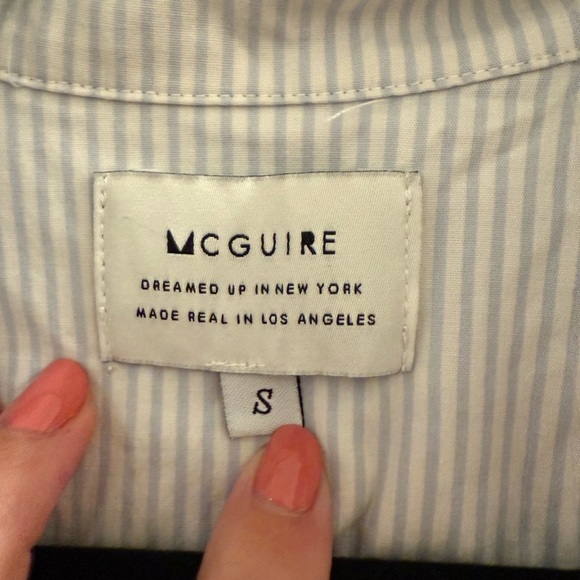 MCGUIRE
DREAMED UP IN NEW YORK
MADE REAL IN LOS ANGELES
S